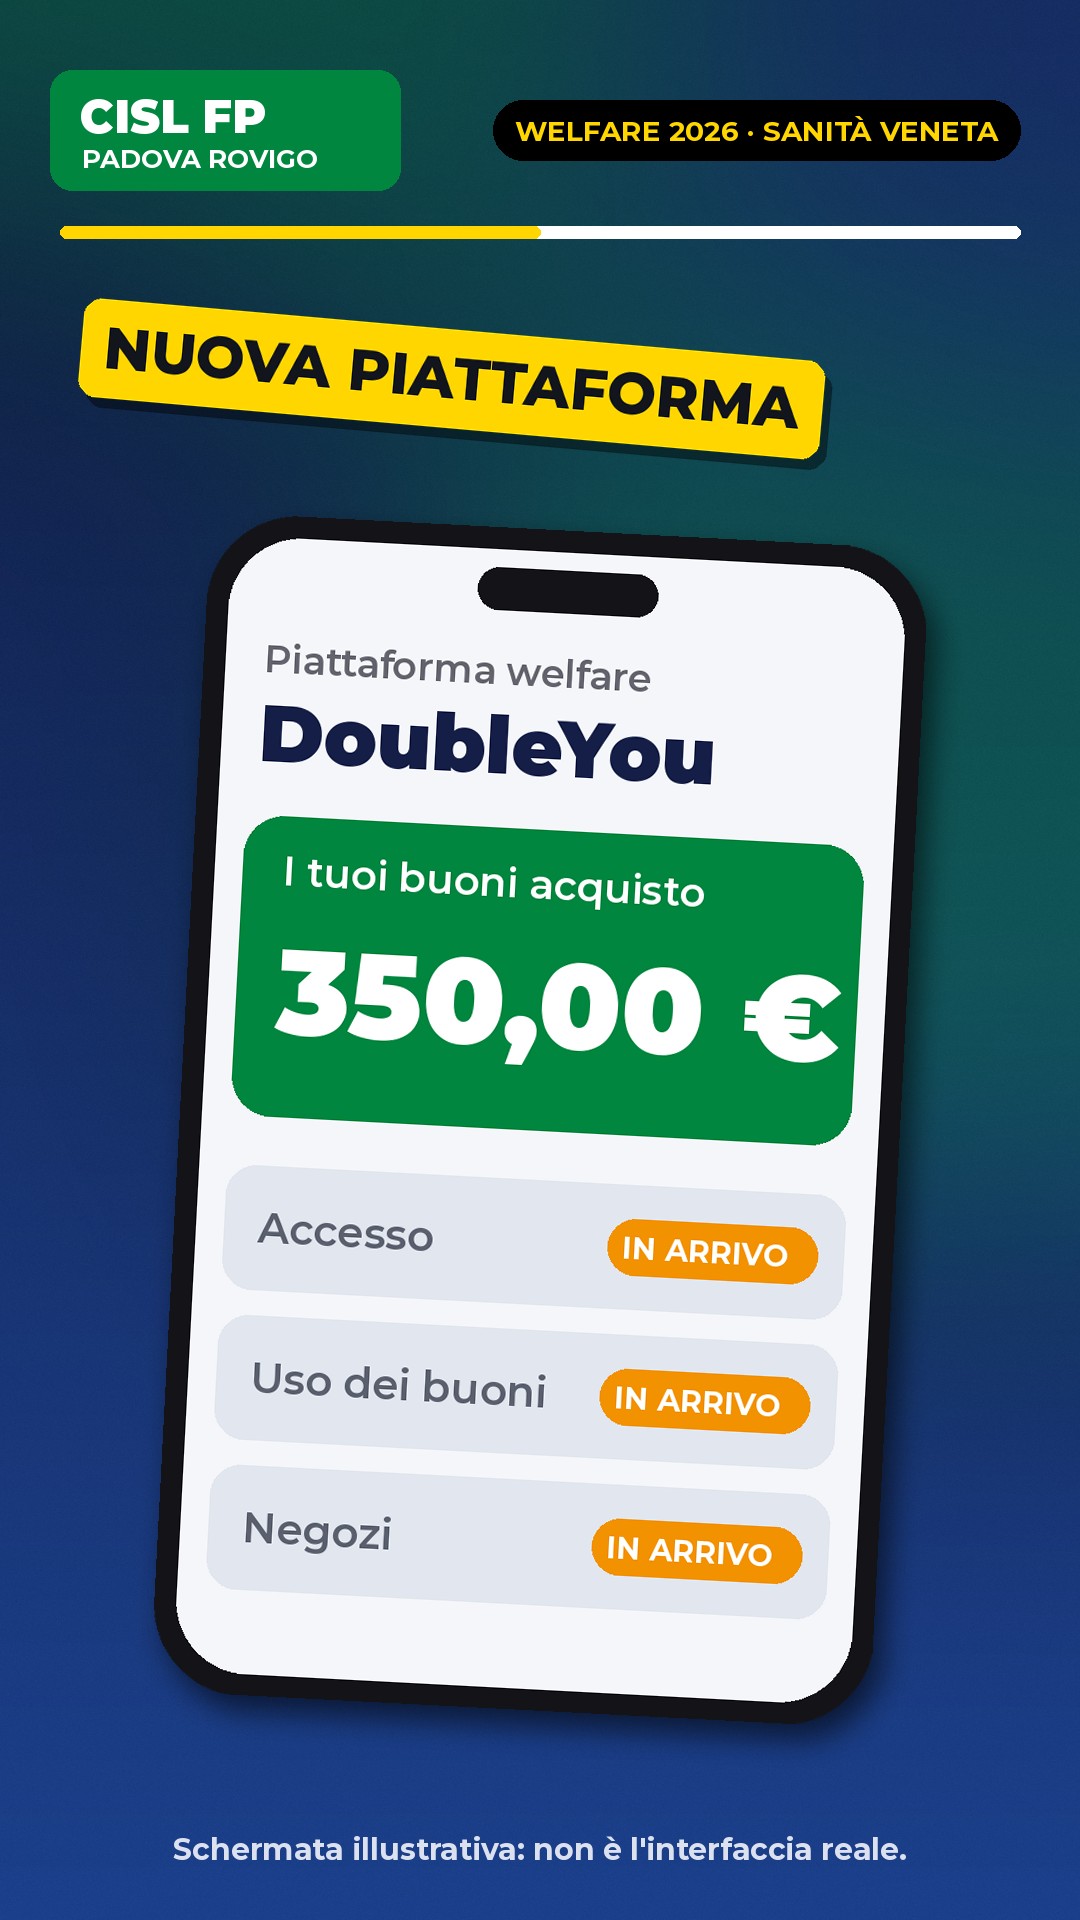 CISL FP
PADOVA ROVIGO
WELFARE 2026 · SANITÀ VENETA
NUOVA PIATTAFORMA
Piattaforma welfare
DoubleYou
I tuoi buoni acquisto
350,00 €
Accesso
IN ARRIVO
Uso dei buoni
IN ARRIVO
Negozi
IN ARRIVO
Schermata illustrativa: non è l'interfaccia reale.